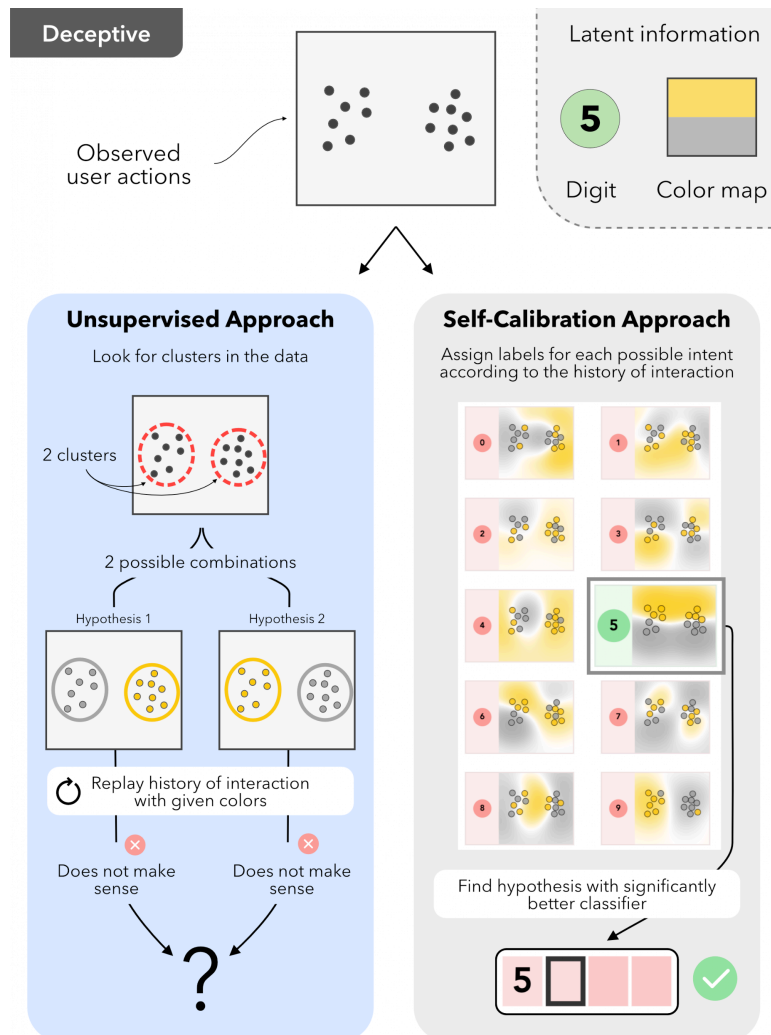 Deceptive
Latent information
5
Digit
Color map
Observed
user actions
Unsupervised Approach
Look for clusters in the data
2 clusters
2 possible combinations
Hypothesis 1
Hypothesis 2
Replay history of interaction
with given colors
Does not make
sense
Does not make
sense
?
Self-Calibration Approach
Assign labels for each possible intent
according to the history of interaction
0
1
2
3
4
5
6
7
8
9
Find hypothesis with significantly
better classifier
5